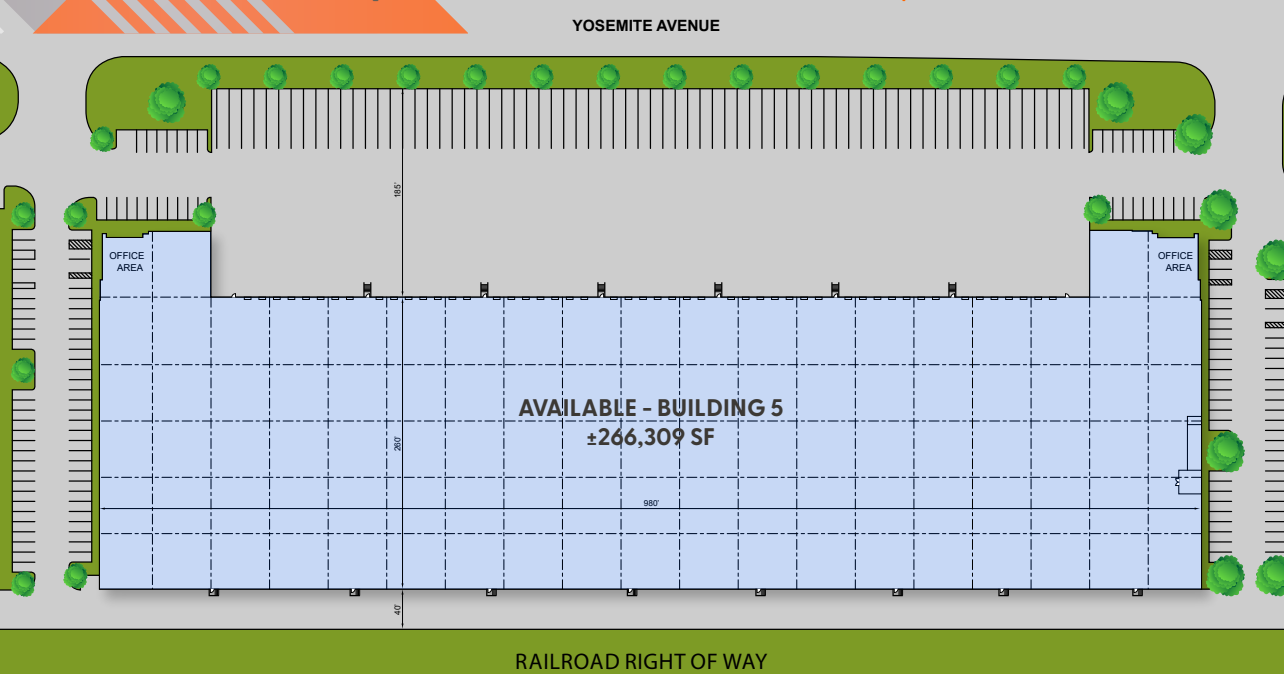 YOSEMITE AVENUE
185'
OFFICE
AREA
OFFICE
AREA
AVAILABLE - BUILDING 5
±266,309 SF
260'
980'
40'
RAILROAD RIGHT OF WAY